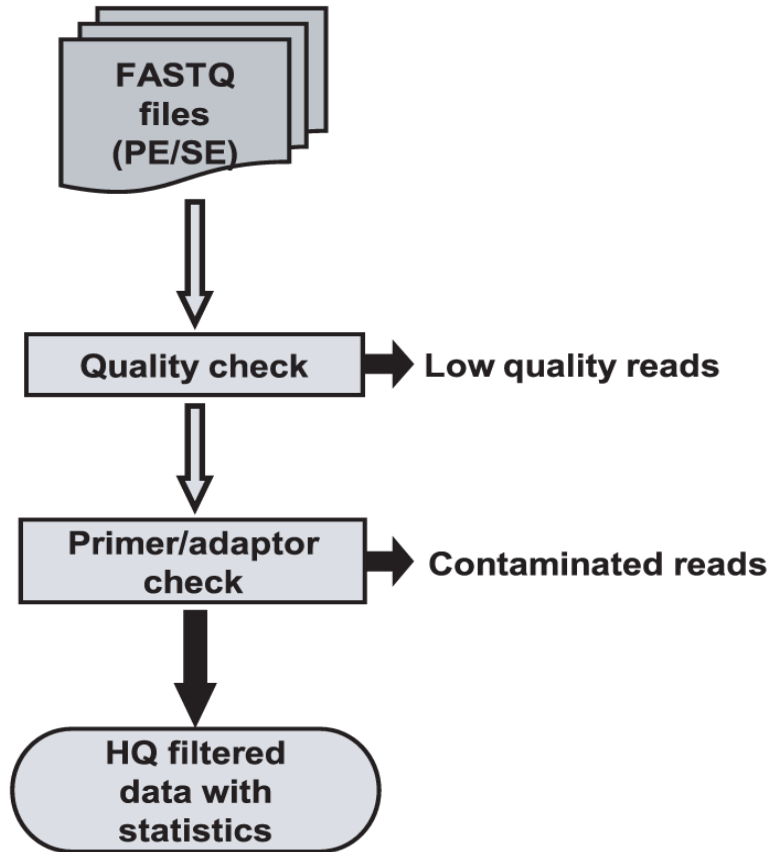 FASTQ
files
(PE/SE)
Quality check
Low quality reads
Primer/adaptor
check
Contaminated reads
HQ filtered
data with
statistics